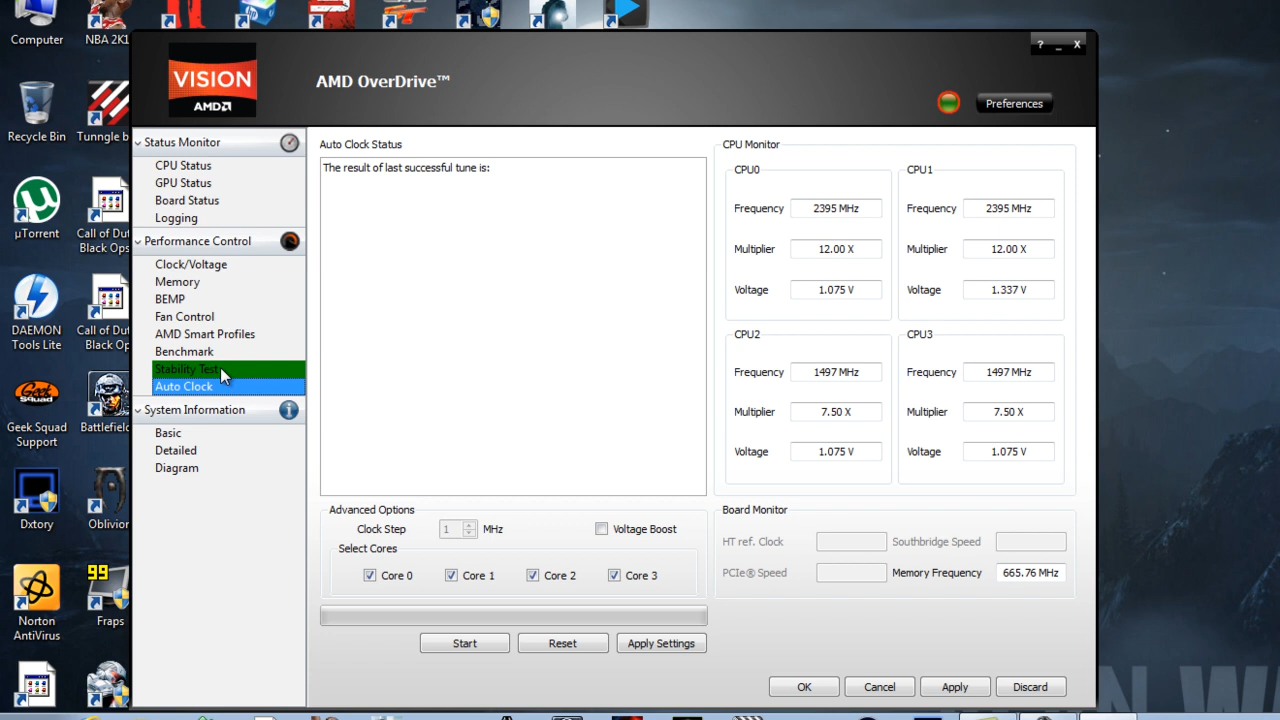 Computer
NBA 2K1
Recycle Bin
Tunngle b
µTorrent
Call of Dut
Black Ops
DAEMON
Tools Lite
Call of Dut
Black Op
Geek Squad
Geek Squad
Support
Battlefield
Dxtory
Oblivion
99
Norton
AntiVirus
Fraps
VISION
AMD
AMD OverDrive™
? _ X
Preferences
Status Monitor
CPU Status
GPU Status
Board Status
Logging
Performance Control
Clock/Voltage
Memory
BEMP
Fan Control
AMD Smart Profiles
Benchmark
Stability Test
Auto Clock
System Information
Basic
Detailed
Diagram
Auto Clock Status
The result of last successful tune is:
Advanced Options
Clock Step 1 MHz Voltage Boost
Select Cores
Core 0 Core 1 Core 2 Core 3
Start Reset Apply Settings
CPU Monitor
CPU0
Frequency 2395 MHz
Multiplier 12.00 X
Voltage 1.075 V
CPU1
Frequency 2395 MHz
Multiplier 12.00 X
Voltage 1.337 V
CPU2
Frequency 1497 MHz
Multiplier 7.50 X
Voltage 1.075 V
CPU3
Frequency 1497 MHz
Multiplier 7.50 X
Voltage 1.075 V
Board Monitor
HT ref. Clock Southbridge Speed
PCIe® Speed Memory Frequency 665.76 MHz
OK Cancel Apply Discard